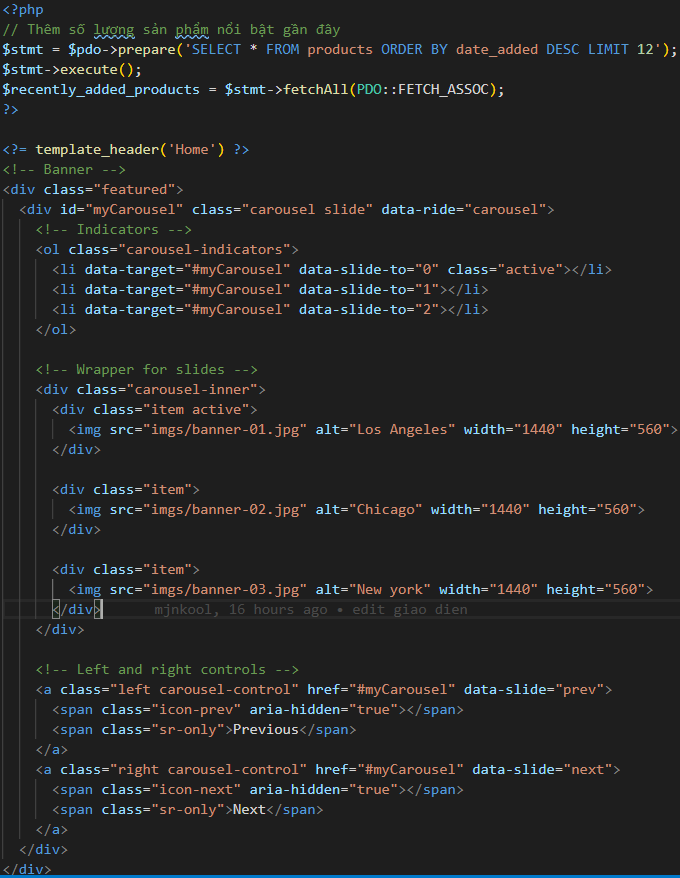 <?php
// Thêm số lượng sản phẩm nổi bật gần đây
$stmt = $pdo->prepare('SELECT * FROM products ORDER BY date_added DESC LIMIT 12');
$stmt->execute();
$recently_added_products = $stmt->fetchAll(PDO::FETCH_ASSOC);
?>
<?= template_header('Home') ?>
<!-- Banner -->
<div class="featured">
<div id="myCarousel" class="carousel slide" data-ride="carousel">
<!-- Indicators -->
<ol class="carousel-indicators">
<li data-target="#myCarousel" data-slide-to="0" class="active"></li>
<li data-target="#myCarousel" data-slide-to="1"></li>
<li data-target="#myCarousel" data-slide-to="2"></li>
</ol>
<!-- Wrapper for slides -->
<div class="carousel-inner">
<div class="item active">
<img src="imgs/banner-01.jpg" alt="Los Angeles" width="1440" height="560">
</div>
<div class="item">
<img src="imgs/banner-02.jpg" alt="Chicago" width="1440" height="560">
</div>
<div class="item">
<img src="imgs/banner-03.jpg" alt="New york" width="1440" height="560">
</div> mjnkool, 16 hours ago • edit giao dien
</div>
<!-- Left and right controls -->
<a class="left carousel-control" href="#myCarousel" data-slide="prev">
<span class="icon-prev" aria-hidden="true"></span>
<span class="sr-only">Previous</span>
</a>
<a class="right carousel-control" href="#myCarousel" data-slide="next">
<span class="icon-next" aria-hidden="true"></span>
<span class="sr-only">Next</span>
</a>
</div>
</div>